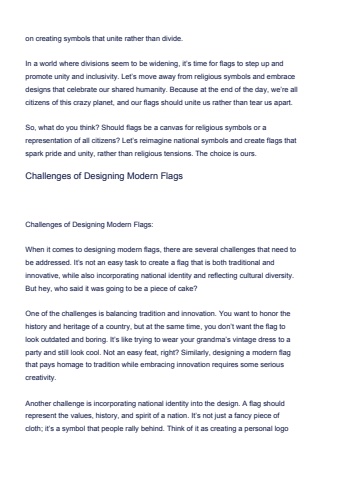 on creating symbols that unite rather than divide.
In a world where divisions seem to be widening, it's time for flags to step up and
promote unity and inclusivity. Let's move away from religious symbols and embrace
designs that celebrate our shared humanity. Because at the end of the day, we're all
citizens of this crazy planet, and our flags should unite us rather than tear us apart.
So, what do you think? Should flags be a canvas for religious symbols or a
representation of all citizens? Let's reimagine national symbols and create flags that
spark pride and unity, rather than religious tensions. The choice is ours.
Challenges of Designing Modern Flags
Challenges of Designing Modern Flags:
When it comes to designing modern flags, there are several challenges that need to
be addressed. It's not an easy task to create a flag that is both traditional and
innovative, while also incorporating national identity and reflecting cultural diversity.
But hey, who said it was going to be a piece of cake?
One of the challenges is balancing tradition and innovation. You want to honor the
history and heritage of a country, but at the same time, you don't want the flag to
look outdated and boring. It's like trying to wear your grandma's vintage dress to a
party and still look cool. Not an easy feat, right? Similarly, designing a modern flag
that pays homage to tradition while embracing innovation requires some serious
creativity.
Another challenge is incorporating national identity into the design. A flag should
represent the values, history, and spirit of a nation. It's not just a fancy piece of
cloth; it's a symbol that people rally behind. Think of it as creating a personal logo